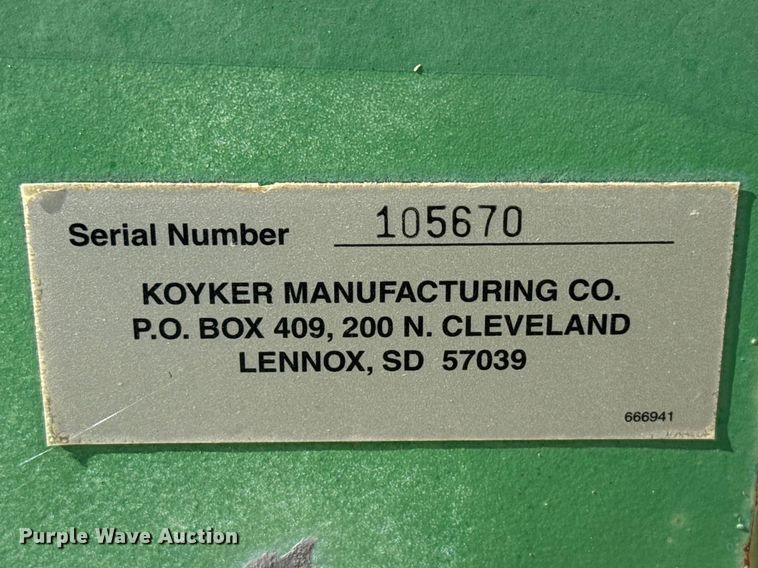 Serial Number 105670
KOYKER MANUFACTURING CO.
P.O. BOX 409, 200 N. CLEVELAND
LENNOX, SD 57039
666941
Purple Wave Auction